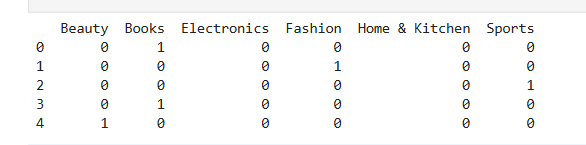 Beauty Books Electronics Fashion Home & Kitchen Sports
0 0 1 0 0 0 0
1 0 0 0 1 0 0
2 0 0 0 0 0 1
3 0 1 0 0 0 0
4 1 0 0 0 0 0